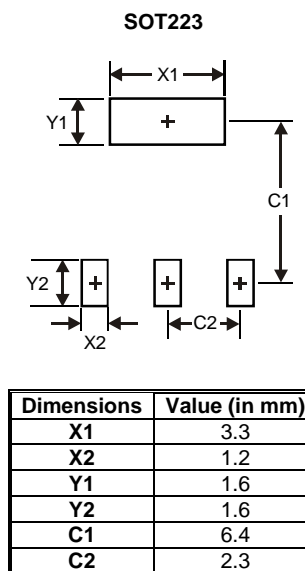 SOT223
X1
Y1
C1
Y2
X2
C2
Dimensions Value (in mm)
X1 3.3
X2 1.2
Y1 1.6
Y2 1.6
C1 6.4
C2 2.3